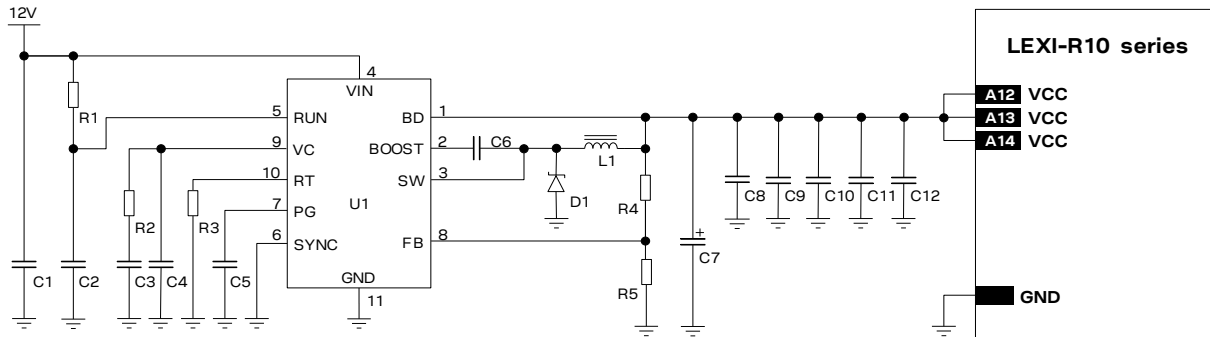 12V
LEXI-R10 series
4
VIN
A12 VCC
R1
5 RUN
BD 1
A13 VCC
9 VC
BOOST 2
C6
A14 VCC
L1
10 RT
SW 3
U1
D1
C8 C9 C10 C11 C12
R2 R3
R4
7 PG
6 SYNC
FB 8
+
C7
C1 C2 C3 C4 C5
GND
R5
11
GND